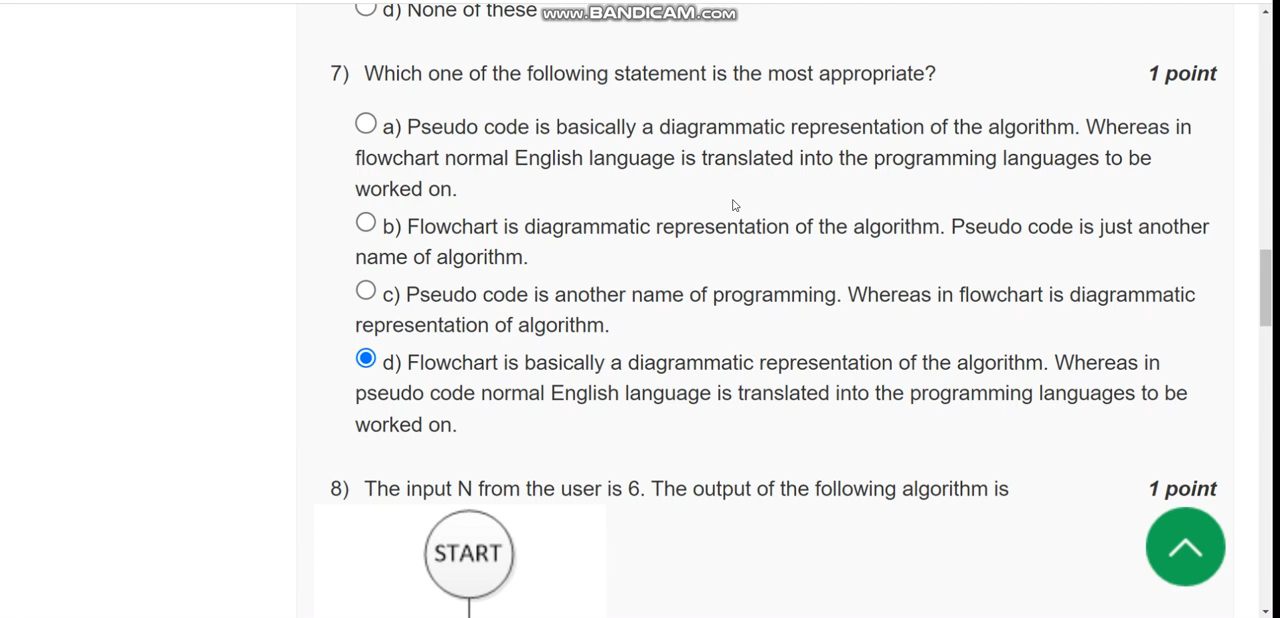 d) None of these www.BANDICAM.com
7) Which one of the following statement is the most appropriate? 1 point
a) Pseudo code is basically a diagrammatic representation of the algorithm. Whereas in
flowchart normal English language is translated into the programming languages to be
worked on.
b) Flowchart is diagrammatic representation of the algorithm. Pseudo code is just another
name of algorithm.
c) Pseudo code is another name of programming. Whereas in flowchart is diagrammatic
representation of algorithm.
d) Flowchart is basically a diagrammatic representation of the algorithm. Whereas in
pseudo code normal English language is translated into the programming languages to be
worked on.
8) The input N from the user is 6. The output of the following algorithm is 1 point
START